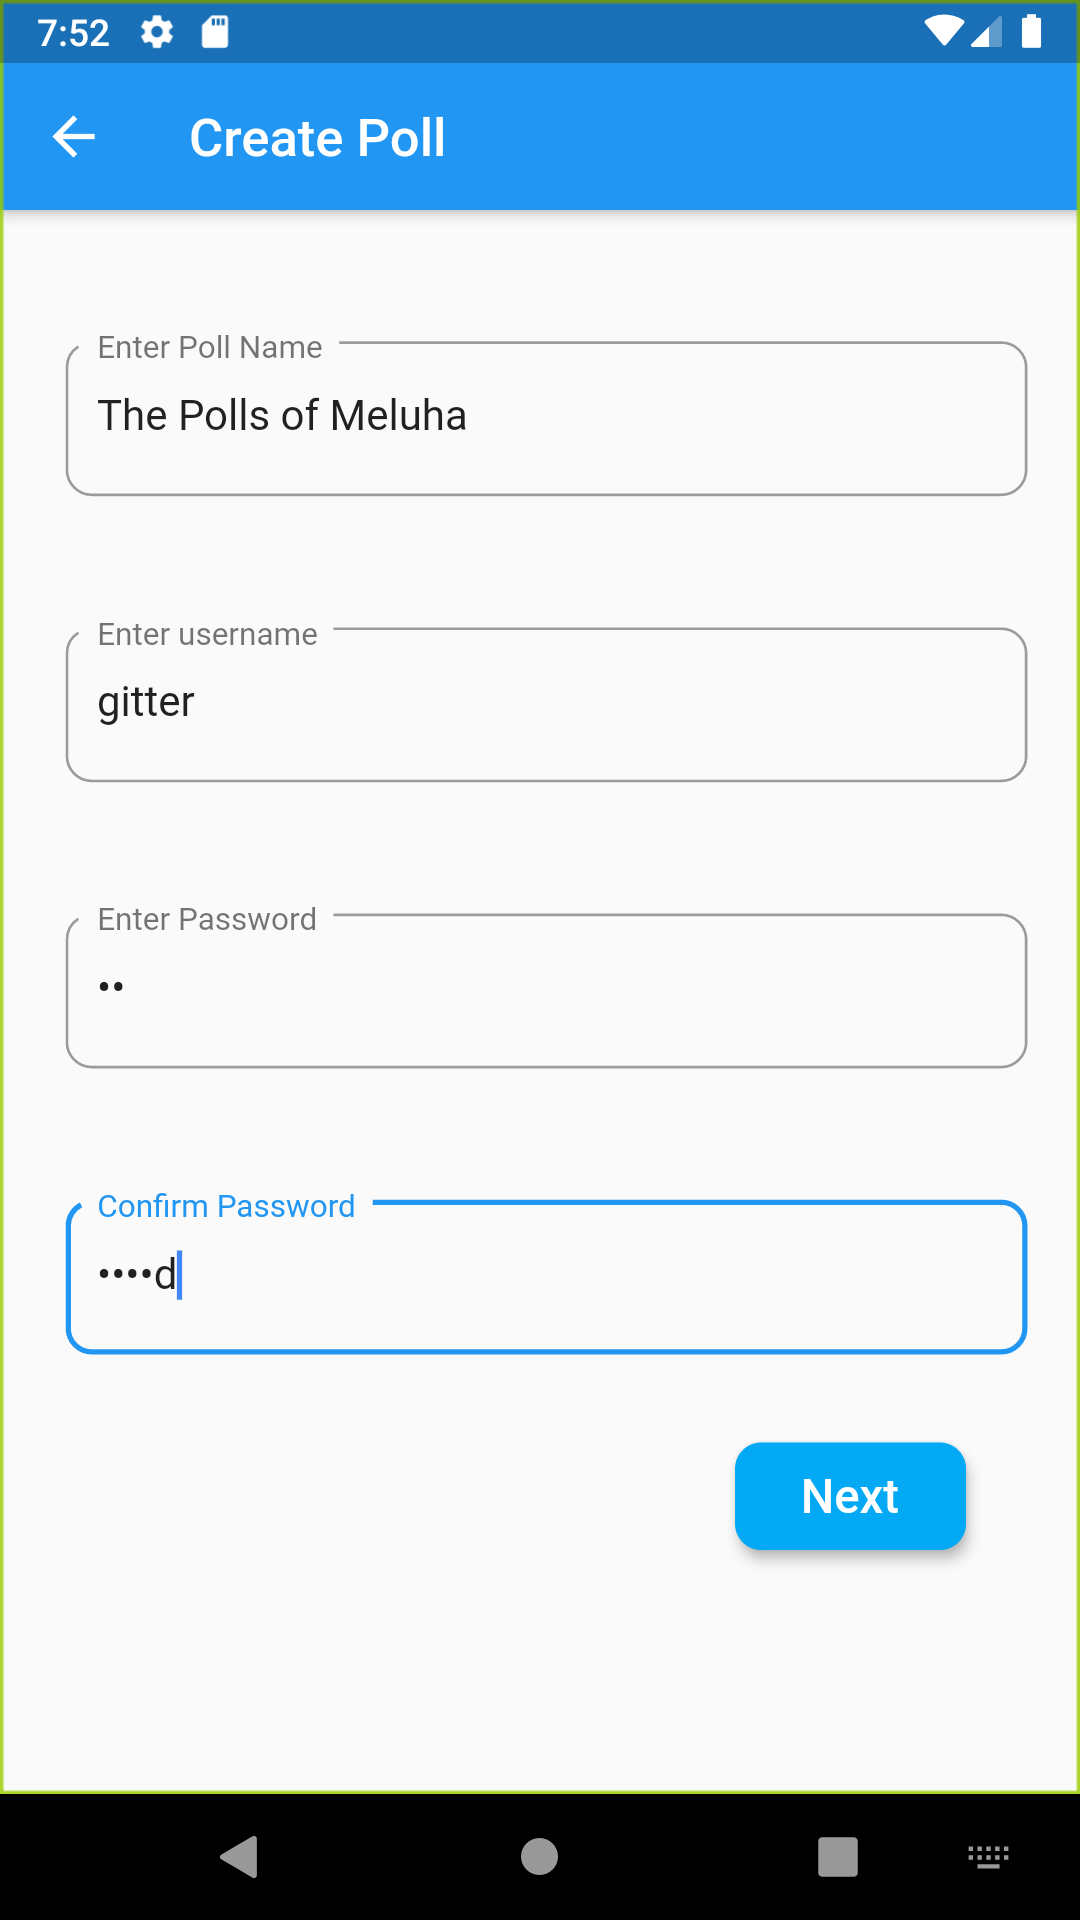 7:52
Create Poll
Enter Poll Name
The Polls of Meluha
Enter username
gitter
Enter Password
••
Confirm Password
••••d
Next